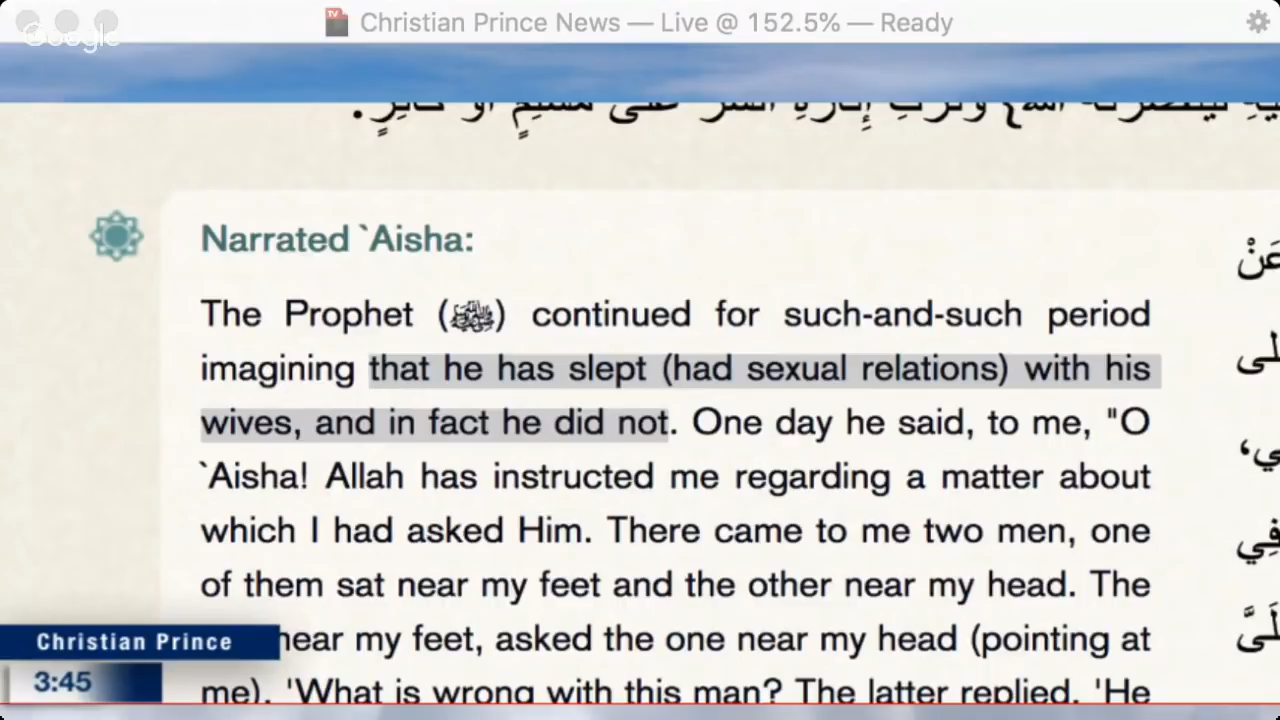 Christian Prince News — Live @ 152.5% — Ready
Google
أو
Narrated `Aisha:
عَنْ
The Prophet (ﷺ) continued for such-and-such period
imagining that he has slept (had sexual relations) with his
wives, and in fact he did not. One day he said, to me, "O
`Aisha! Allah has instructed me regarding a matter about
which I had asked Him. There came to me two men, one
فِي
of them sat near my feet and the other near my head. The
near my feet, asked the one near my head (pointing at
me), 'What is wrong with this man? The latter replied, 'He
Christian Prince
3:45